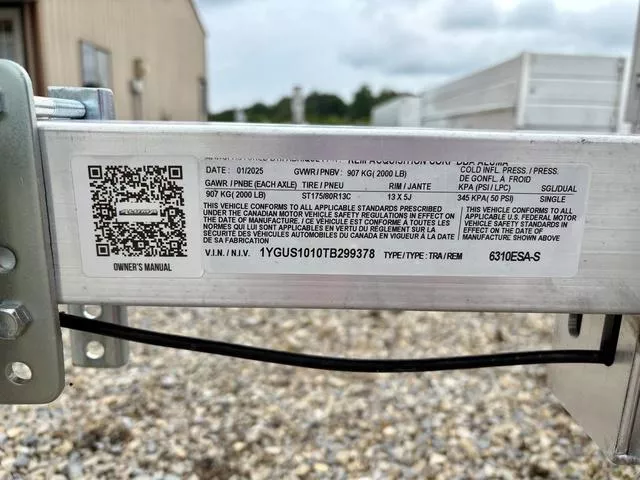 REM ACQUISITION CORP DBA ALUMA
DATE : 01/2025 GVWR / PNBV : 907 KG( 2000 LB) COLD INFL. PRESS./ PRESS.
DE GONFL. À FROID
GAWR / PNBE (EACH AXLE) TIRE / PNEU RIM / JANTE KPA (PSI / LPC) SGL/DUAL
907 KG( 2000 LB) ST175/80R13C 13 X 5J 345 KPA( 50 PSI) SINGLE
THIS VEHICLE CONFORMS TO ALL APPLICABLE STANDARDS PRESCRIBED
UNDER THE CANADIAN MOTOR VEHICLE SAFETY REGULATIONS IN EFFECT ON
THE DATE OF MANUFACTURE. / CE VÉHICULE EST CONFORME À TOUTES LES
NORMES APPLICABLES EN VERTU DU RÈGLEMENT SUR LA
SÉCURITÉ DES VÉHICULES AUTOMOBILES DU CANADA EN VIGUEUR À LA DATE
DE SA FABRICATION
THIS VEHICLE CONFORMS TO ALL
APPLICABLE U.S. FEDERAL MOTOR
VEHICLE SAFETY STANDARDS
IN EFFECT ON THE DATE OF
MANUFACTURE SHOWN ABOVE
OWNER'S MANUAL
V.I.N. / N.I.V. 1YGUS1010TB299378 TYPE / TYPE : TRA / REM 6310ESA-S